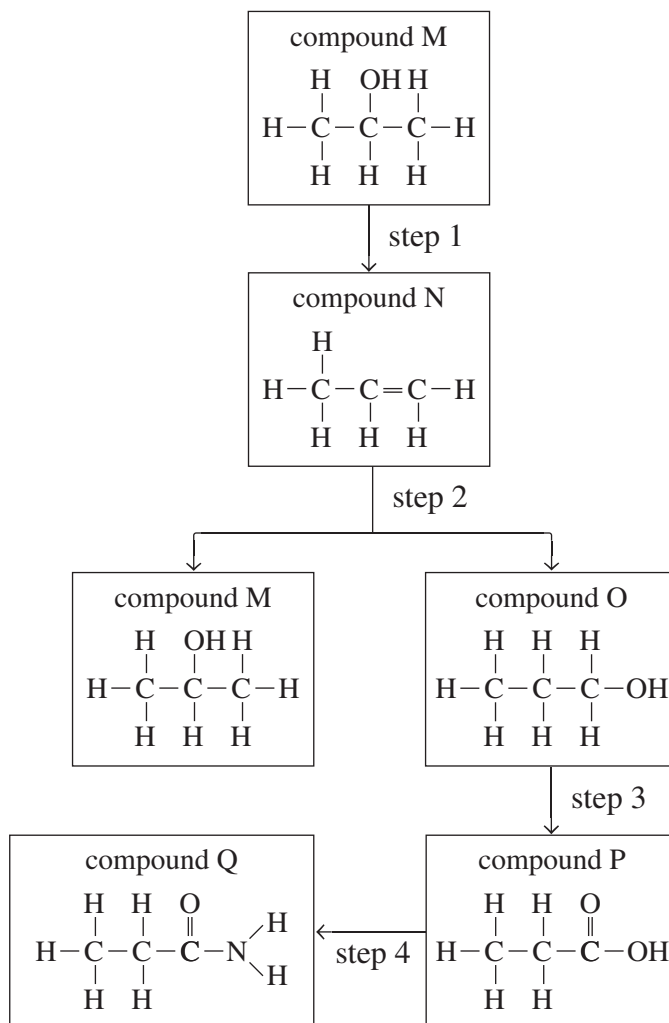 compound M
H OH H
H — C — C — C — H
H H H
step 1
compound N
H
H — C — C = C — H
H H H
step 2
compound M
H OH H
H — C — C — C — H
H H H
compound O
H H H
H — C — C — C — OH
H H H
step 3
compound Q
H H O
H — C — C — C — N
H
H
H H
step 4
compound P
H H O
H — C — C — C — OH
H H